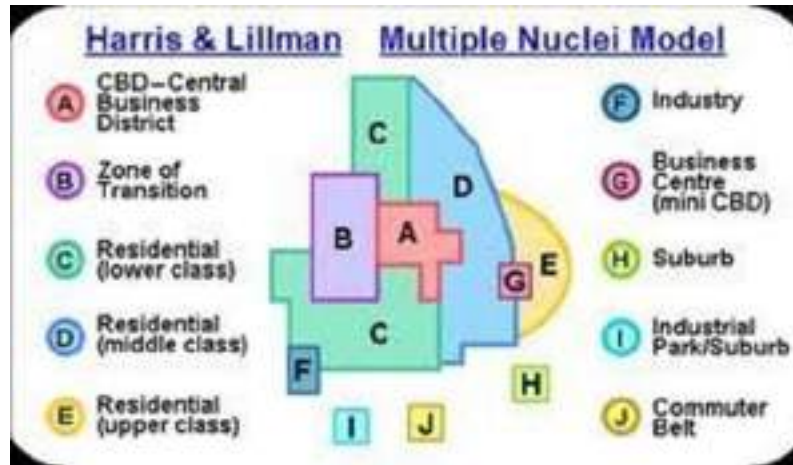 Harris & Lillman Multiple Nuclei Model
A CBD–Central
Business
District
B Zone of
Transition
C Residential
(lower class)
D Residential
(middle class)
E Residential
(upper class)
C
D
B
A
E
G
C
F
H
I
J
F Industry
G Business
Centre
(mini CBD)
H Suburb
I Industrial
Park/Suburb
J Commuter
Belt